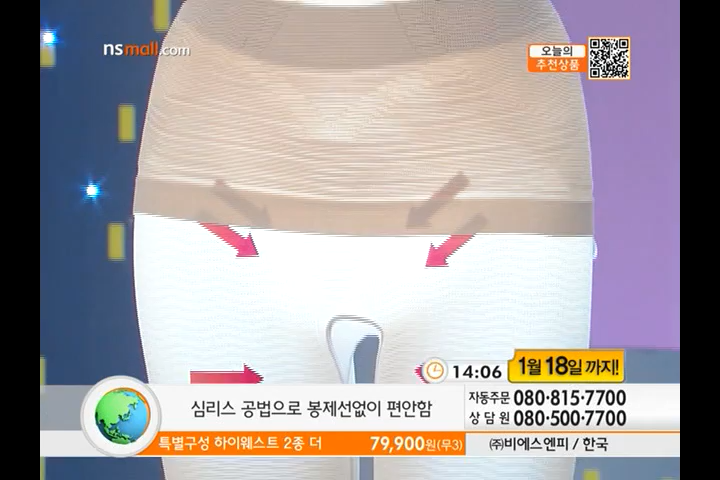 nsmall.com
오늘의
추천상품
14:06
1월 18일 까지!
심리스 공법으로 봉제선없이 편안함
자동주문 080·815·7700
상 담 원 080·500·7700
특별구성 하이웨스트 2종 더 79,900원(무3)
㈜비에스엔피 / 한국